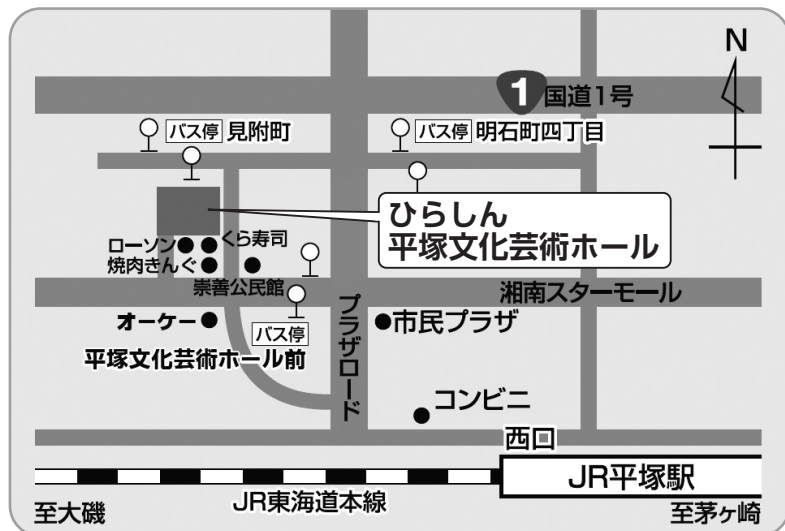 N
1 国道1号
バス停 見附町
バス停 明石町四丁目
ひらしん
平塚文化芸術ホール
ローソン
くら寿司
焼肉きんぐ
崇善公民館
湘南スターモール
オーケー
バス停
平塚文化芸術ホール前
プラザロード
市民プラザ
コンビニ
西口
JR平塚駅
JR東海道本線
至大磯
至茅ヶ崎